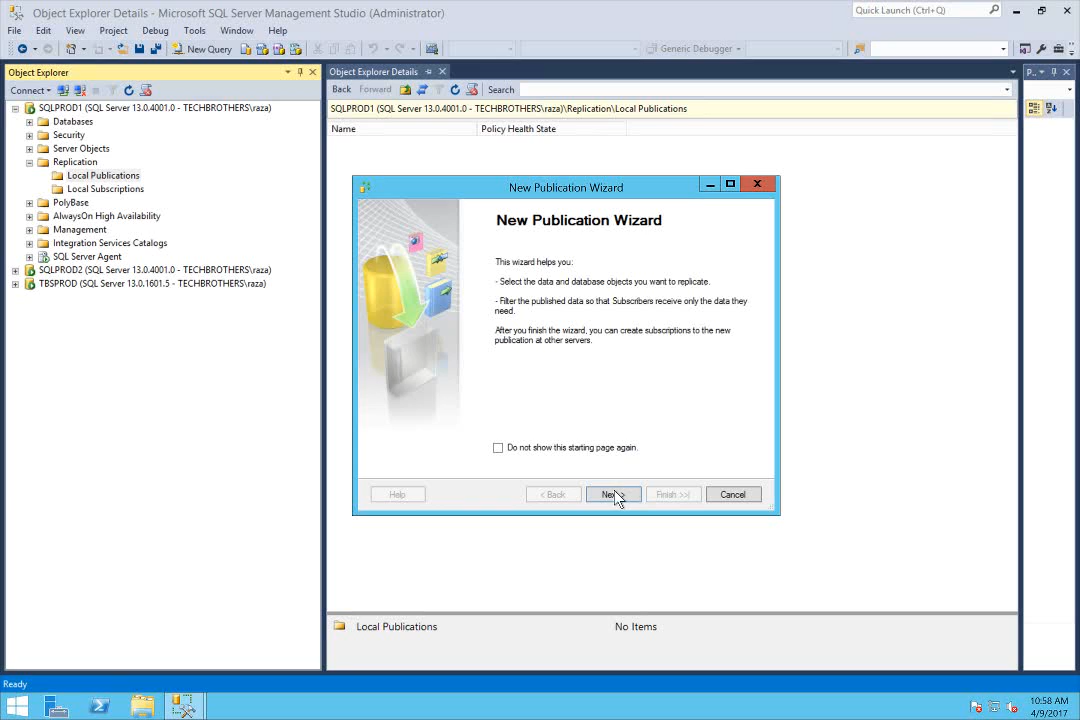 Object Explorer Details - Microsoft SQL Server Management Studio (Administrator)
Quick Launch (Ctrl+Q)
File Edit View Project Debug Tools Window Help
New Query
Generic Debugger
Object Explorer
Object Explorer Details
P..
Connect
Back Forward Search
SQLPROD1 (SQL Server 13.0.4001.0 - TECHBROTHERS\raza)
SQLPROD1 (SQL Server 13.0.4001.0 - TECHBROTHERS\raza)\Replication\Local Publications
Databases
Name Policy Health State
Security
Server Objects
Replication
Local Publications
Local Subscriptions
PolyBase
AlwaysOn High Availability
Management
Integration Services Catalogs
SQL Server Agent
SQLPROD2 (SQL Server 13.0.4001.0 - TECHBROTHERS\raza)
TBSPROD (SQL Server 13.0.1601.5 - TECHBROTHERS\raza)
New Publication Wizard
New Publication Wizard
This wizard helps you:
- Select the data and database objects you want to replicate.
- Filter the published data so that Subscribers receive only the data they
need.
After you finish the wizard, you can create subscriptions to the new
publication at other servers.
Do not show this starting page again.
Help < Back Next > Finish >>| Cancel
Local Publications No Items
Ready
10:58 AM
4/9/2017